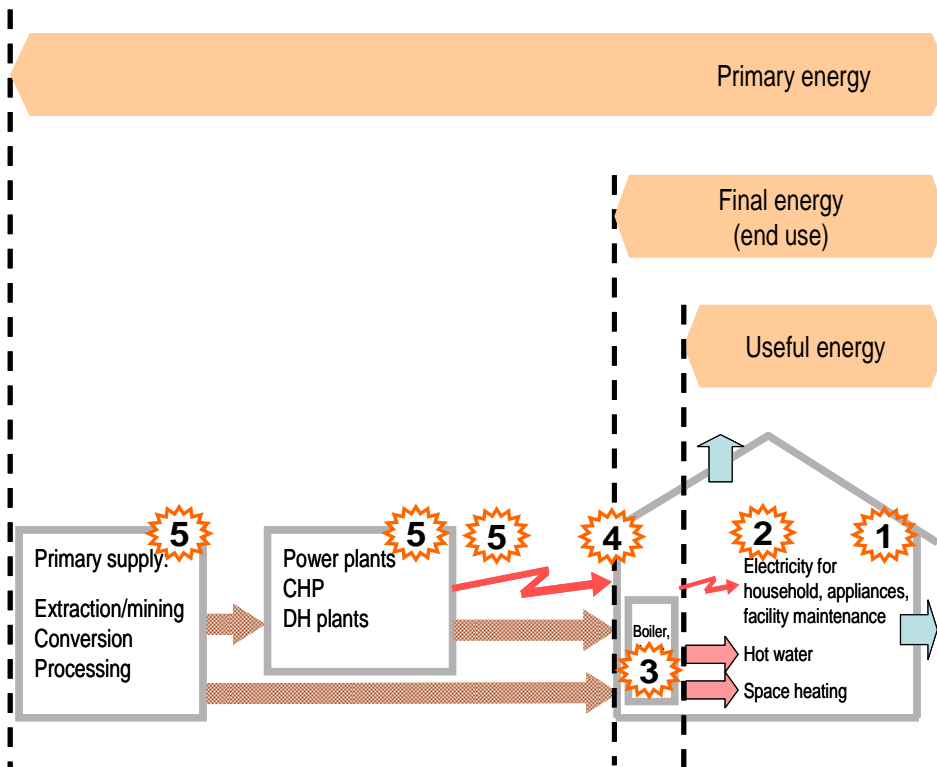 Primary energy
Final energy
(end use)
Useful energy
5
Primary supply:
Extraction/mining
Conversion
Processing
5
Power plants
CHP
DH plants
5
4
2
1
Electricity for
household, appliances,
facility maintenance
Boiler,
3
Hot water
Space heating